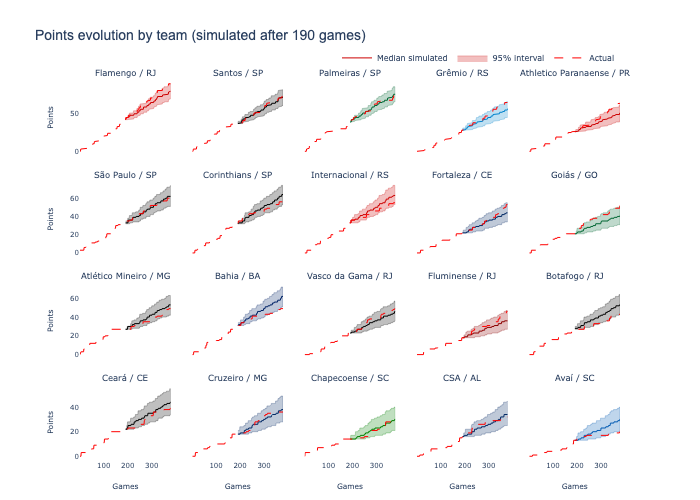 Points evolution by team (simulated after 190 games)
Median simulated 95% interval Actual
Flamengo / RJ Santos / SP Palmeiras / SP Grêmio / RS Athletico Paranaense / PR
Points
50
0
São Paulo / SP Corinthians / SP Internacional / RS Fortaleza / CE Goiás / GO
Points
60
40
20
0
Atlético Mineiro / MG Bahia / BA Vasco da Gama / RJ Fluminense / RJ Botafogo / RJ
Points
60
40
20
0
Ceará / CE Cruzeiro / MG Chapecoense / SC CSA / AL Avaí / SC
Points
40
20
0
100 200 300 100 200 300 100 200 300 100 200 300 100 200 300
Games Games Games Games Games